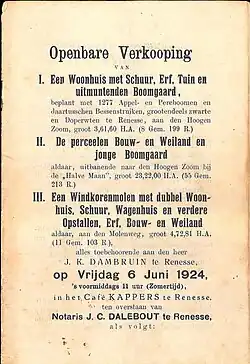 Openbare Verkooping
VAN
I. Een Woonhuis met Schuur, Erf, Tuin en
uitmuntenden Boomgaard,
beplant met 1277 Appel- en Pereboomen en
daartusschen Bessenstruiken, grootendeels zwarte
en Doperwten te Renesse, aan den Hoogen
Zoom, groot 3,61,60 H.A. (8 Gem. 199 R.)
II. De perceelen Bouw- en Weiland en
jonge Boomgaard
aldaar, uitbanende naar den Hoogen Zoom bij
de „Halve Maan", groot 23,22,00 H.A. (55 Gem.
213 R.)
III. Een Windkorenmolen met dubbel Woon-
huis, Schuur, Wagenhuis en verdere
Opstallen, Erf, Bouw- en Weiland
aldaar, aan den Molenweg, groot 4,72,81 H.A.
(11 Gem. 103 R.),
alles toebehoorende aan den heer
J. K. DAMBRUIN te Renesse,
op Vrijdag 6 Juni 1924,
's voormiddags 11 uur (Zomertijd),
in het Café KAPPERS te Renesse,
ten overstaan van
Notaris J. C. DALEBOUT te Renesse,
als volgt: